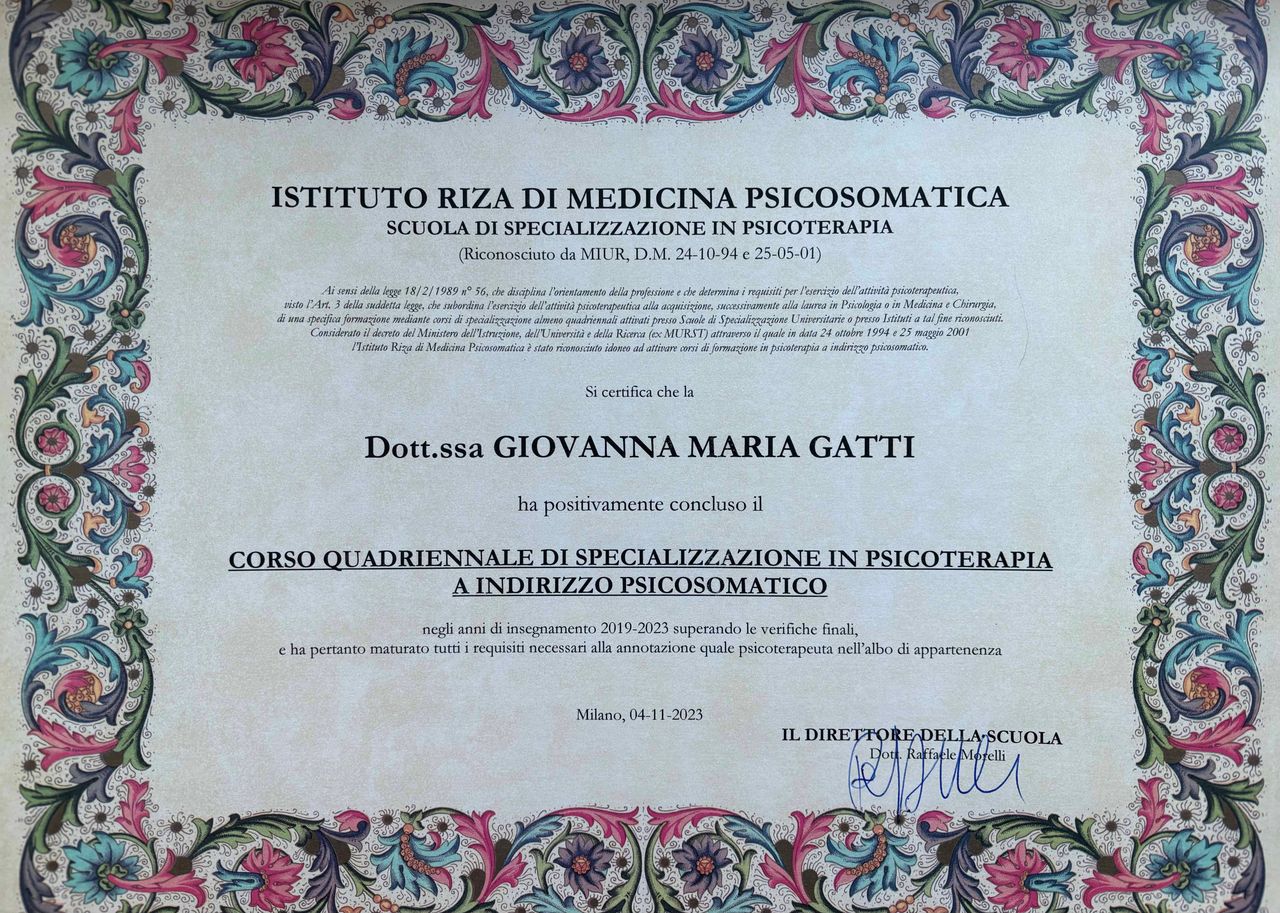 ISTITUTO RIZA DI MEDICINA PSICOSOMATICA
SCUOLA DI SPECIALIZZAZIONE IN PSICOTERAPIA
(Riconosciuto da MIUR, D.M. 24-10-94 e 25-05-01)
Ai sensi della legge 18/2/1989 n° 56, che disciplina l'orientamento della professione e che determina i requisiti per l'esercizio dell'attività psicoterapeutica,
visto l'Art. 3 della suddetta legge, che subordina l'esercizio dell'attività psicoterapeutica alla acquisizione, successivamente alla laurea in Psicologia o in Medicina e Chirurgia,
di una specifica formazione mediante corsi di specializzazione almeno quadriennali attivati presso Scuole di Specializzazione Universitarie o presso Istituti a tal fine riconosciuti.
Considerato il decreto del Ministero dell'Istruzione, dell'Università e della Ricerca (ex MURST) attraverso il quale in data 24 ottobre 1994 e 25 maggio 2001
l'Istituto Riza di Medicina Psicosomatica è stato riconosciuto idoneo ad attivare corsi di formazione in psicoterapia a indirizzo psicosomatico.
Si certifica che la
Dott.ssa GIOVANNA MARIA GATTI
ha positivamente concluso il
CORSO QUADRIENNALE DI SPECIALIZZAZIONE IN PSICOTERAPIA
A INDIRIZZO PSICOSOMATICO
negli anni di insegnamento 2019-2023 superando le verifiche finali,
e ha pertanto maturato tutti i requisiti necessari alla annotazione quale psicoterapeuta nell'albo di appartenenza
Milano, 04-11-2023
IL DIRETTORE DELLA SCUOLA
Dott. Raffaele Morelli